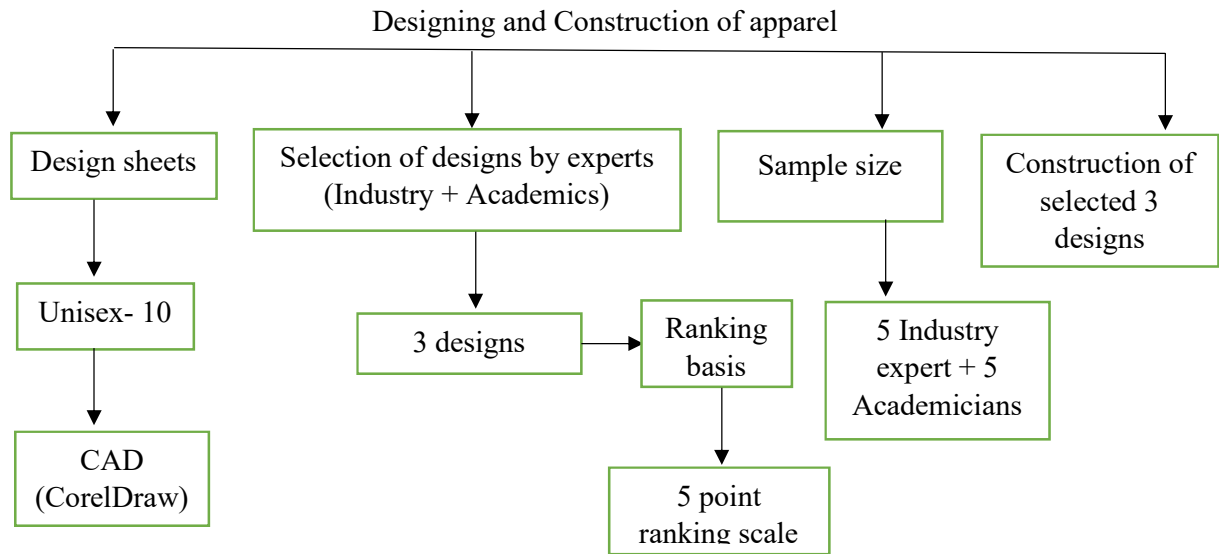 Designing and Construction of apparel
Design sheets
Selection of designs by experts
(Industry + Academics)
Sample size
Construction of
selected 3
designs
Unisex- 10
3 designs
Ranking
basis
5 Industry
expert + 5
Academicians
CAD
(CorelDraw)
5 point
ranking scale